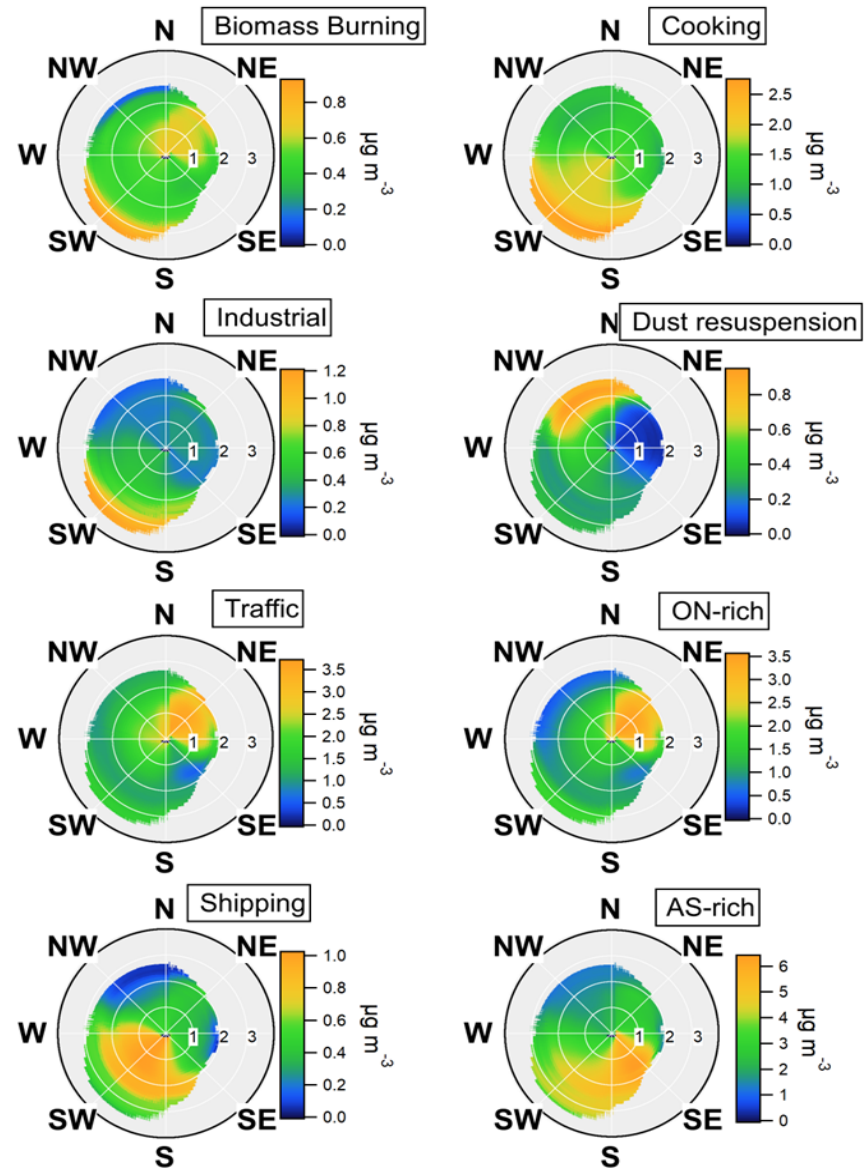 Biomass Burning
N
NW
NE
W
1 2 3
SW
SE
S
0.8
0.6
0.4
0.2
0.0
µg m-3
Cooking
N
NW
NE
W
1 2 3
SW
SE
S
2.5
2.0
1.5
1.0
0.5
0.0
µg m-3
Industrial
N
NW
NE
W
1 2 3
SW
SE
S
1.2
1.0
0.8
0.6
0.4
0.2
0.0
µg m-3
Dust resuspension
N
NW
NE
W
1 2 3
SW
SE
S
0.8
0.6
0.4
0.2
0.0
µg m-3
Traffic
N
NW
NE
W
1 2 3
SW
SE
S
3.5
3.0
2.5
2.0
1.5
1.0
0.5
0.0
µg m-3
ON-rich
N
NW
NE
W
1 2 3
SW
SE
S
3.5
3.0
2.5
2.0
1.5
1.0
0.5
0.0
µg m-3
Shipping
N
NW
NE
W
1 2 3
SW
SE
S
1.0
0.8
0.6
0.4
0.2
0.0
µg m-3
AS-rich
N
NW
NE
W
1 2 3
SW
SE
S
6
5
4
3
2
1
0
µg m-3